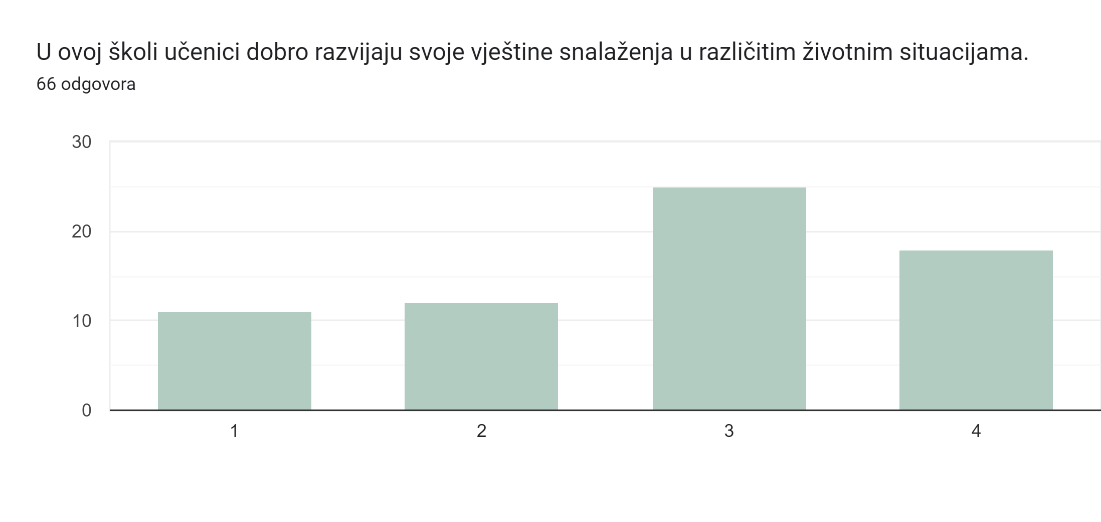 U ovoj školi učenici dobro razvijaju svoje vještine snalaženja u različitim životnim situacijama.
66 odgovora
30
20
10
0
1 2 3 4